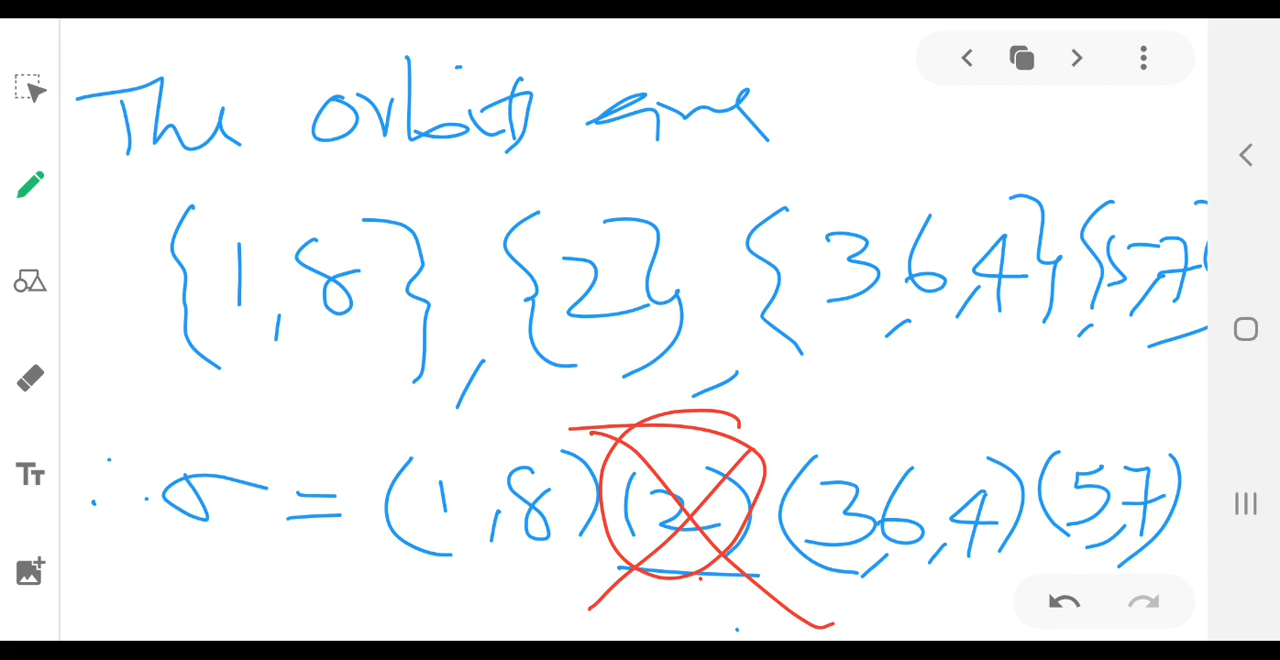 The orbits are
{1,8}, {2}, {3,6,4}, {5,7
∴ σ = (1,8)(2)(3,6,4)(5,7)
Tт